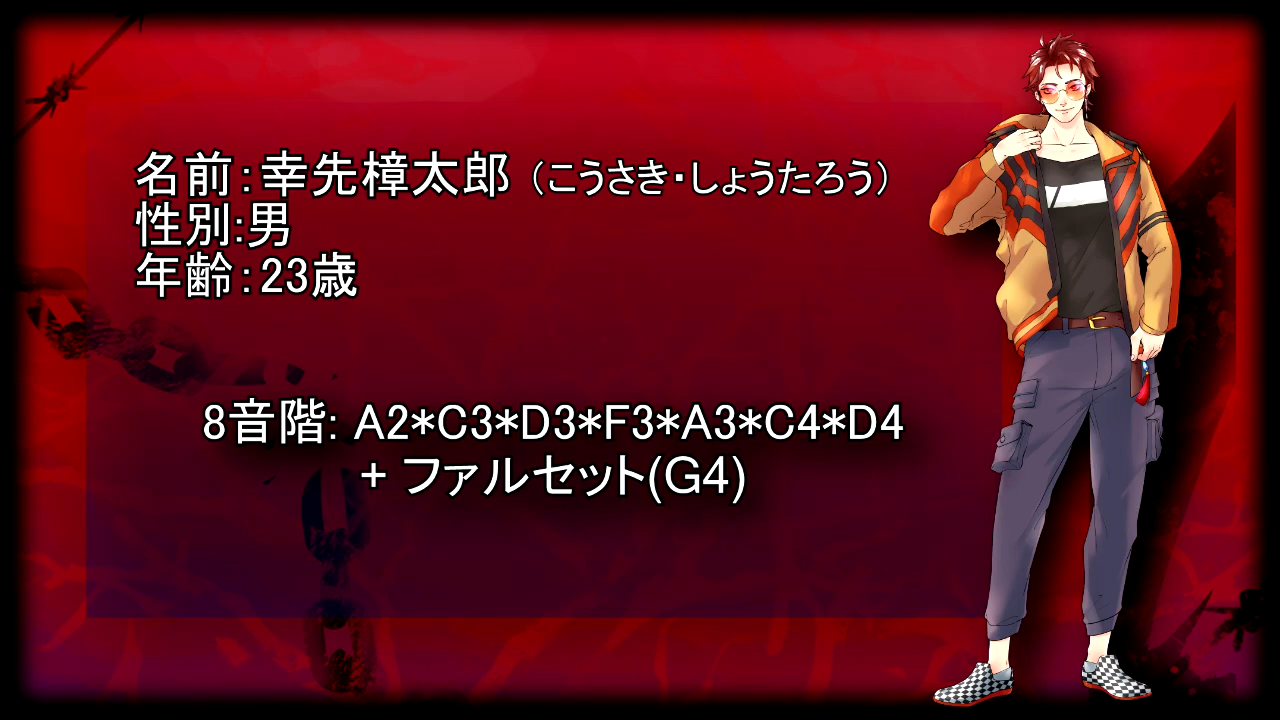 名前：幸先樟太郎（こうさき・しょうたろう）
性別:男
年齢：23歳
8音階: A2*C3*D3*F3*A3*C4*D4
+ ファルセット(G4)